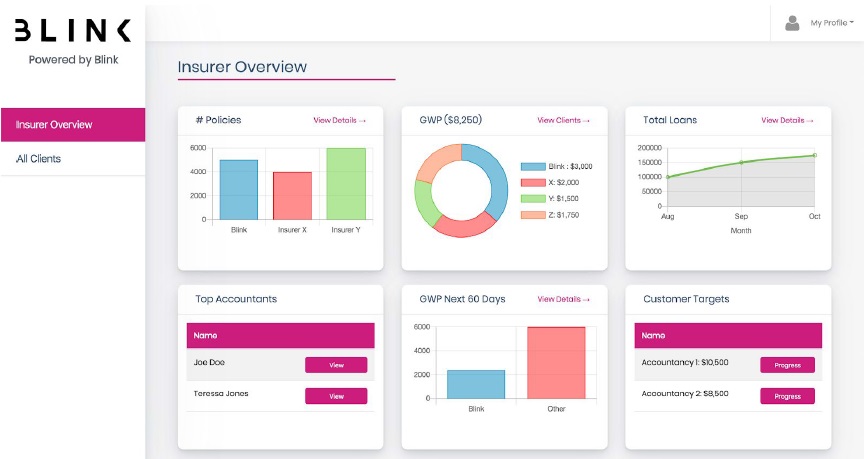 BLINK
Powered by Blink
My Profile
Insurer Overview
All Clients
Insurer Overview
# Policies
View Details →
6000
4000
2000
0
Blink
Insurer X
Insurer Y
GWP ($8,250)
View Clients →
Blink : $3,000
X: $2,000
Y: $1,500
Z: $1,750
Total Loans
View Details →
200000
150000
100000
50000
0
Aug
Sep
Oct
Month
Top Accountants
Name
Joe Doe
View
Teressa Jones
View
GWP Next 60 Days
View Details →
6000
4000
2000
0
Blink
Other
Customer Targets
Name
Accountancy 1: $10,500
Progress
Accountancy 2: $8,500
Progress